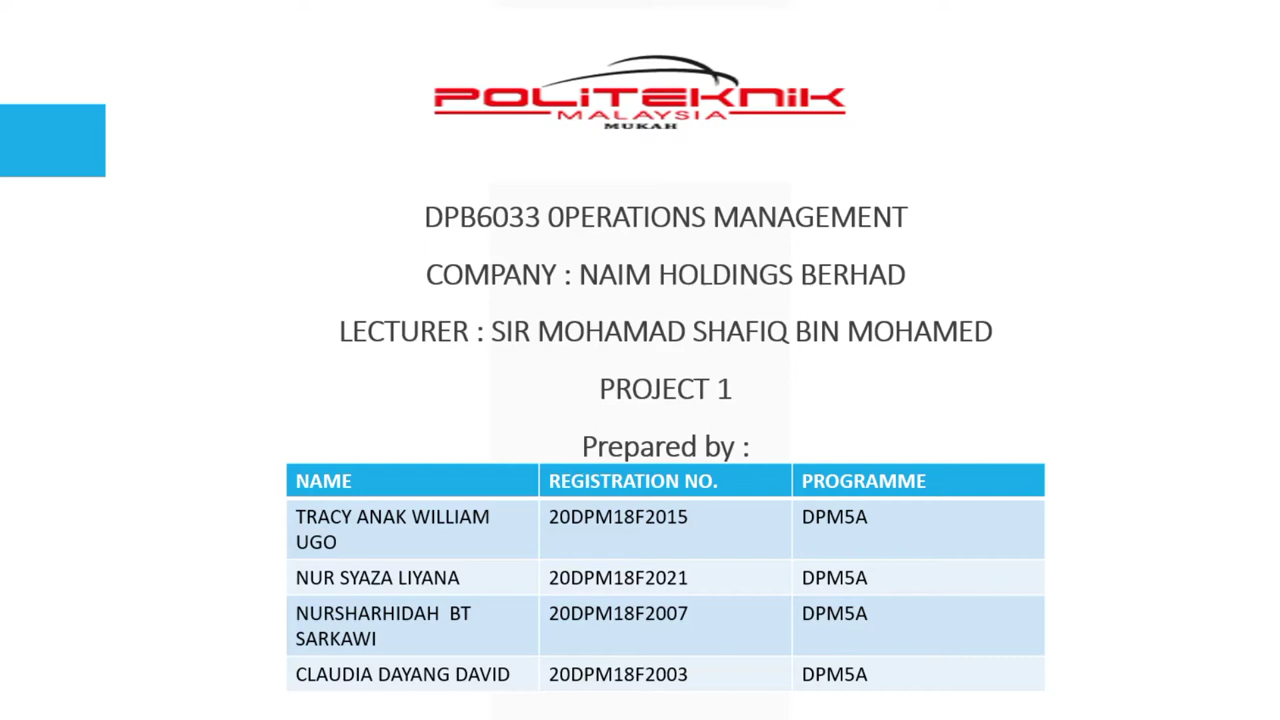 POLITEKNIK
MALAYSIA
MUKAH
DPB6033 0PERATIONS MANAGEMENT
COMPANY : NAIM HOLDINGS BERHAD
LECTURER : SIR MOHAMAD SHAFIQ BIN MOHAMED
PROJECT 1
Prepared by :
NAME REGISTRATION NO. PROGRAMME
TRACY ANAK WILLIAM 20DPM18F2015 DPM5A
UGO
NUR SYAZA LIYANA 20DPM18F2021 DPM5A
NURSHARHIDAH BT 20DPM18F2007 DPM5A
SARKAWI
CLAUDIA DAYANG DAVID 20DPM18F2003 DPM5A